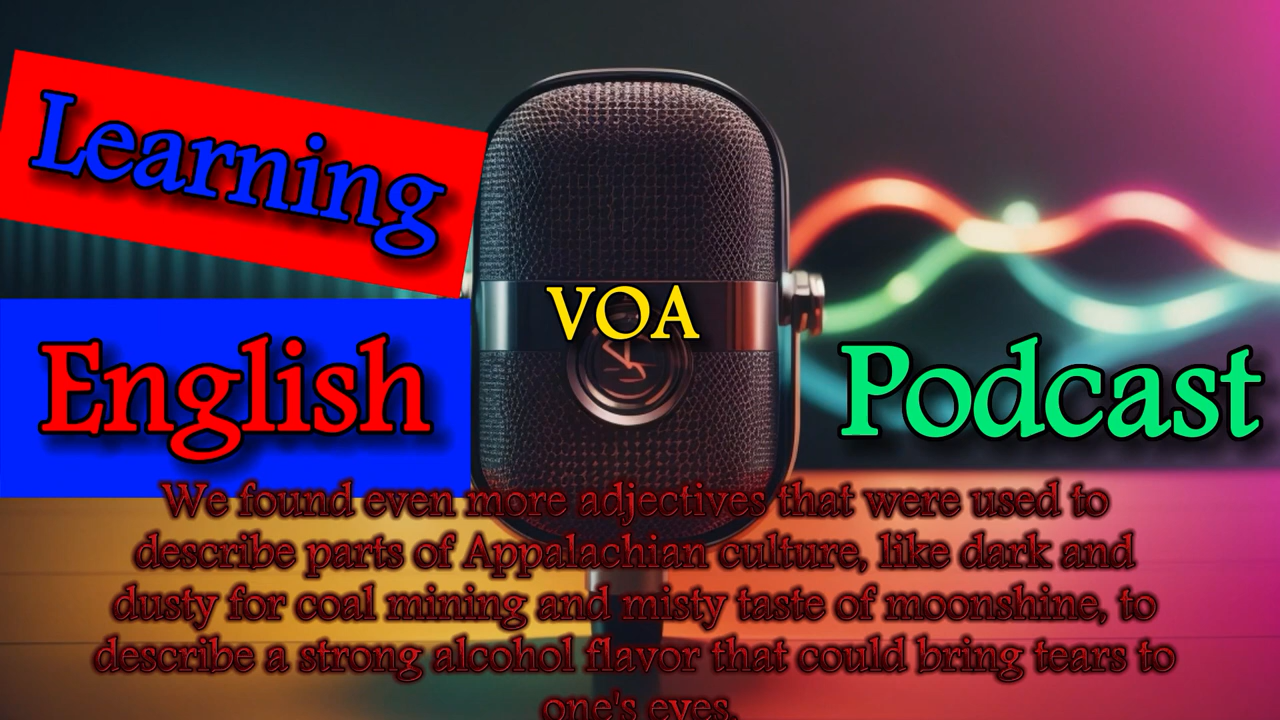 Learning
English
VOA
Podcast
We found even more adjectives that were used to
describe parts of Appalachian culture, like dark and
dusty for coal mining and misty taste of moonshine, to
describe a strong alcohol flavor that could bring tears to
one's eyes.